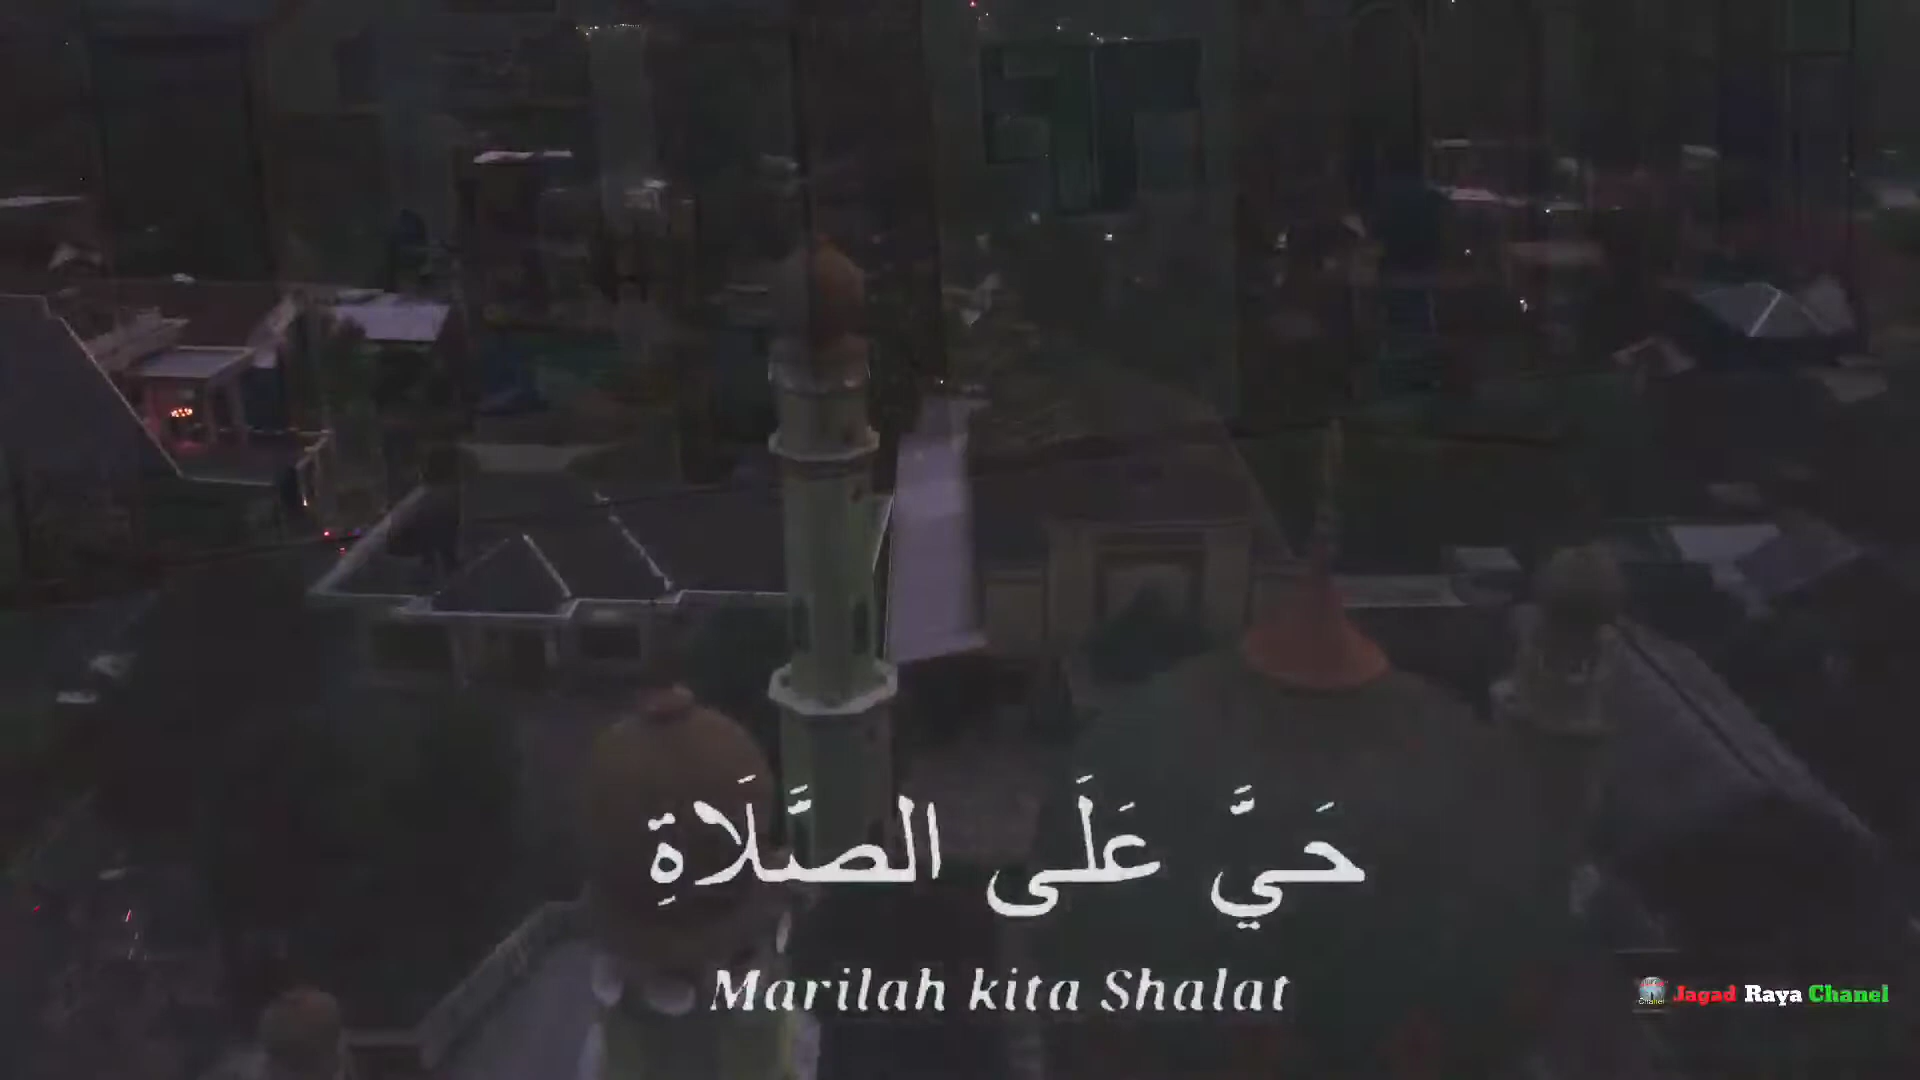 حَيَّ عَلَى الصَّلَاةِ
Marilah kita Shalat
Jagad Raya Chanel